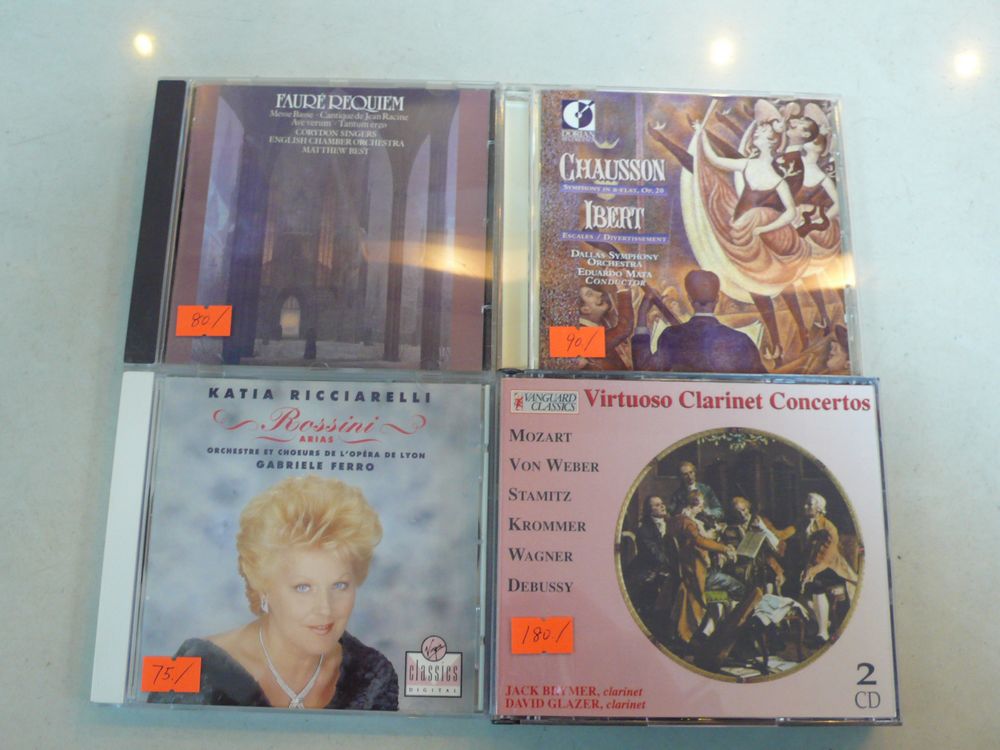 FAURÉ REQUIEM
Messe Basse · Cantique de Jean Racine
Ave verum · Tantum ergo
CORYDON SINGERS
ENGLISH CHAMBER ORCHESTRA
MATTHEW BEST
80./
DORIAN
RECORDINGS
CHAUSSON
SYMPHONY IN B-FLAT, OP. 20
IBERT
ESCALES / DIVERTISSEMENT
DALLAS SYMPHONY
ORCHESTRA
EDUARDO MATA
CONDUCTOR
90./
KATIA RICCIARELLI
Rossini
ARIAS
ORCHESTRE ET CHOEURS DE L'OPÉRA DE LYON
GABRIELE FERRO
75./
Virgin
classics
DIGITAL
VANGUARD
CLASSICS
Virtuoso Clarinet Concertos
MOZART
VON WEBER
STAMITZ
KROMMER
WAGNER
DEBUSSY
180./
JACK BRYMER, clarinet
DAVID GLAZER, clarinet
2
CD